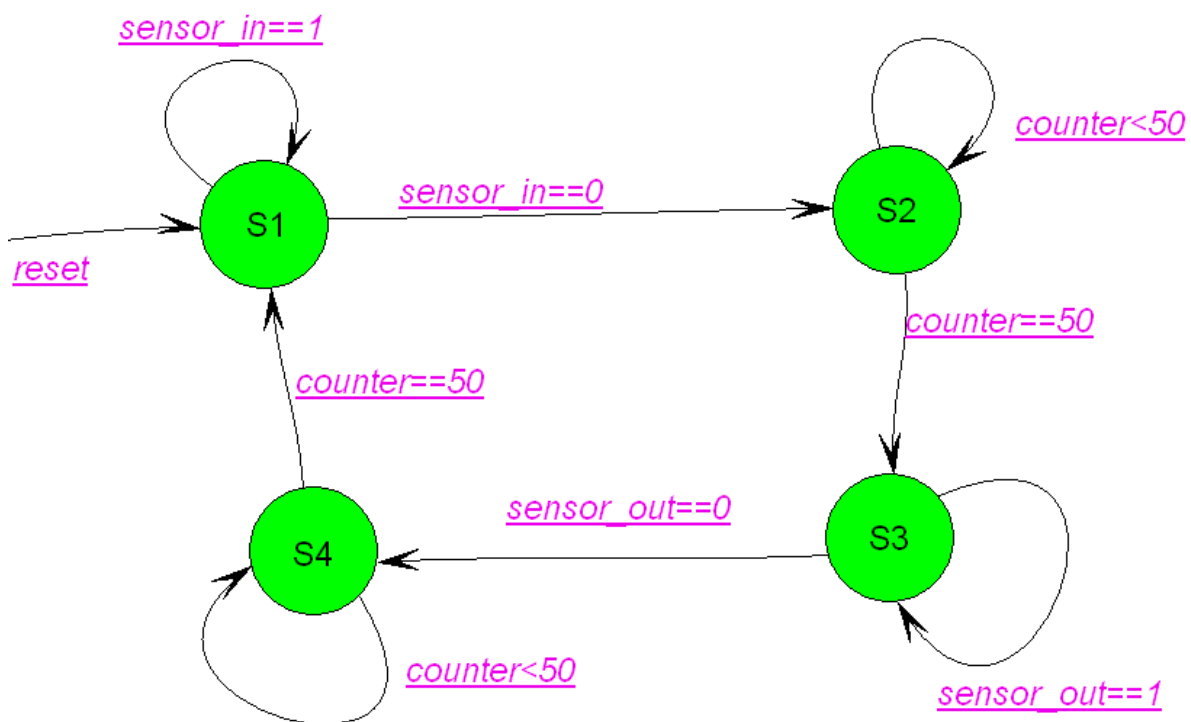 sensor_in==1
counter<50
sensor_in==0
S1
S2
reset
counter==50
counter==50
sensor_out==0
S3
S4
counter<50
sensor_out==1